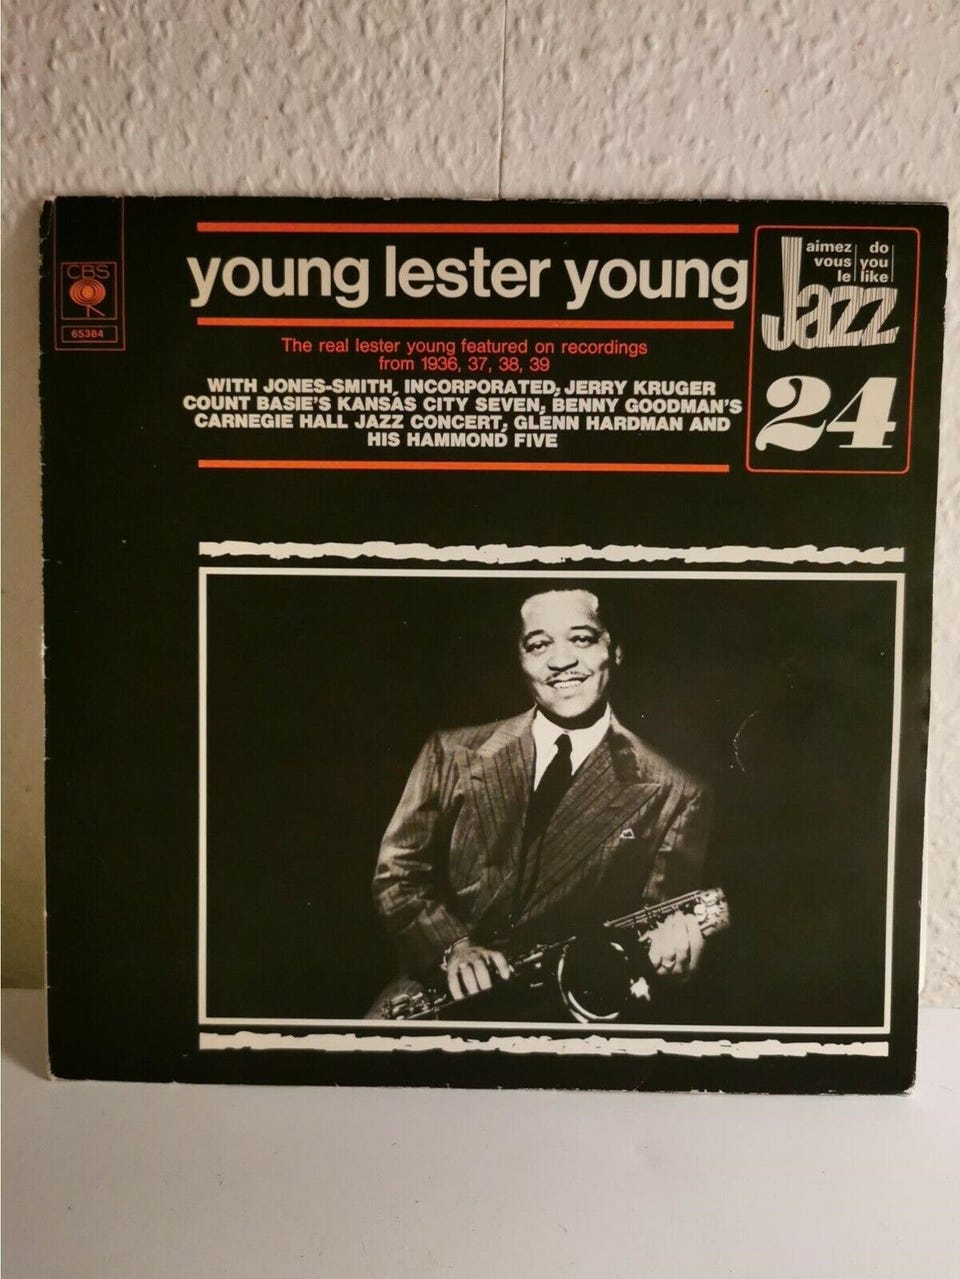 CBS
65384
young lester young
The real lester young featured on recordings
from 1936, 37, 38, 39
WITH JONES-SMITH, INCORPORATED, JERRY KRUGER
COUNT BASIE'S KANSAS CITY SEVEN, BENNY GOODMAN'S
CARNEGIE HALL JAZZ CONCERT, GLENN HARDMAN AND
HIS HAMMOND FIVE
aimez do
vous you
le like
Jazz
24